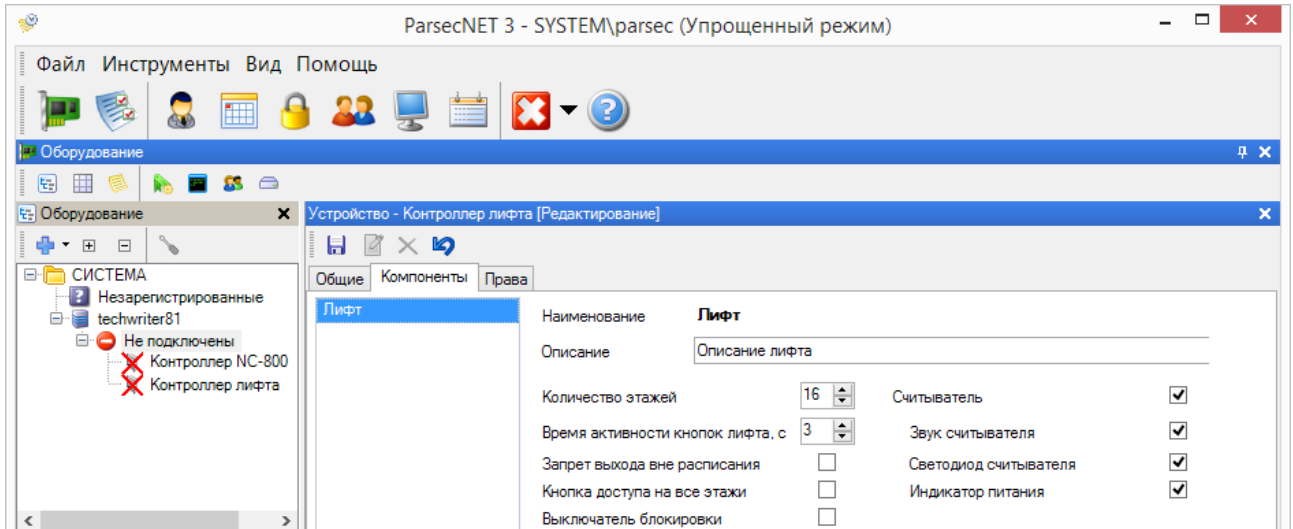 ParsecNET 3 - SYSTEM\parsec (Упрощенный режим)
Файл Инструменты Вид Помощь
Оборудование
Оборудование
Устройство - Контроллер лифта [Редактирование]
СИСТЕМА
Незарегистрированные
techwriter81
Не подключены
Контроллер NC-800
Контроллер лифта
Общие Компоненты Права
Лифт
Наименование Лифт
Описание Описание лифта
Количество этажей 16 Считыватель
Время активности кнопок лифта, с 3 Звук считывателя
Запрет выхода вне расписания Светодиод считывателя
Кнопка доступа на все этажи Индикатор питания
Выключатель блокировки